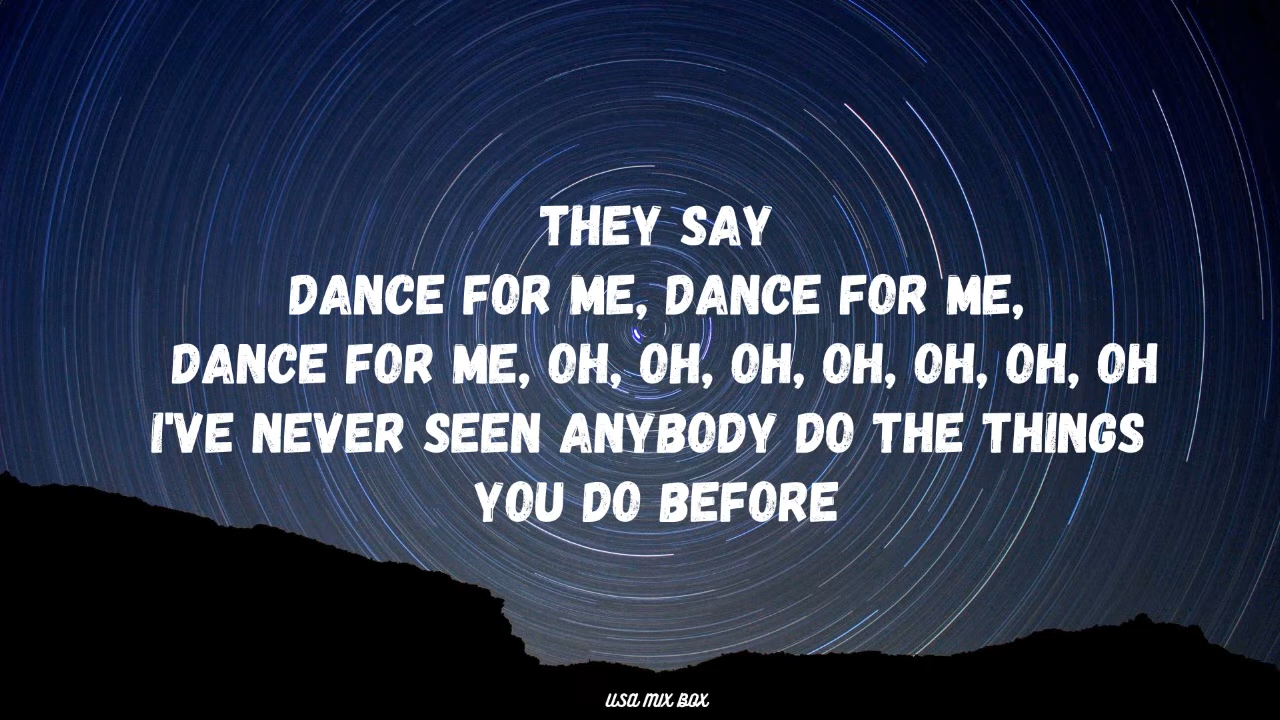 THEY SAY
DANCE FOR ME, DANCE FOR ME,
DANCE FOR ME, OH, OH, OH, OH, OH, OH, OH
I'VE NEVER SEEN ANYBODY DO THE THINGS
YOU DO BEFORE
USA MIX BOX